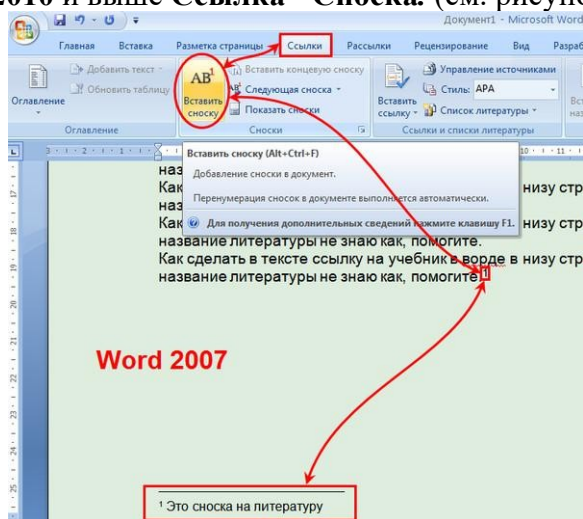 2010 и выше Ссылка - Сноска. (см. рисуно
Документ1 - Microsoft Word
Главная Вставка Разметка страницы Ссылки Рассылки Рецензирование Вид Разраб
Добавить текст
Обновить таблицу
Оглавление
Оглавление
AB¹
Вставить сноску
Вставить концевую сноску
Следующая сноска
Показать сноски
Сноски
Вставить ссылку
Управление источниками
Стиль: APA
Список литературы
Ссылки и списки литературы
Вставить сноску (Alt+Ctrl+F)
Добавление сноски в документ.
Перенумерация сносок в документе выполняется автоматически.
Для получения дополнительных сведений нажмите клавишу F1.
наз
Как низу стр
наз
Как низу стр
название литературы не знаю как, помогите.
Как сделать в тексте ссылку на учебник в ворде в низу стр
название литературы не знаю как, помогите.¹
Word 2007
¹ Это сноска на литературу